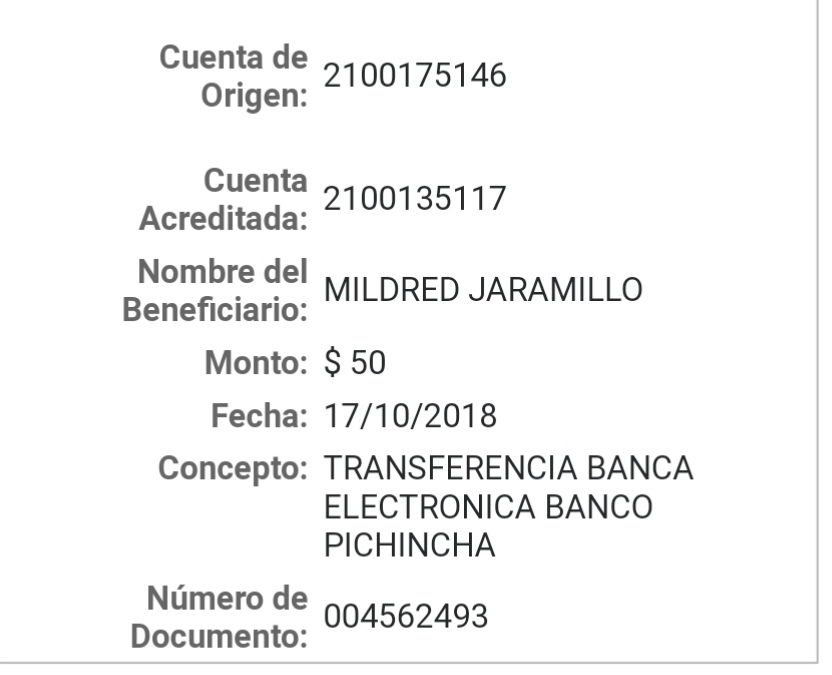 Cuenta de
Origen: 2100175146
Cuenta
Acreditada: 2100135117
Nombre del
Beneficiario: MILDRED JARAMILLO
Monto: $ 50
Fecha: 17/10/2018
Concepto: TRANSFERENCIA BANCA
ELECTRONICA BANCO
PICHINCHA
Número de
Documento: 004562493